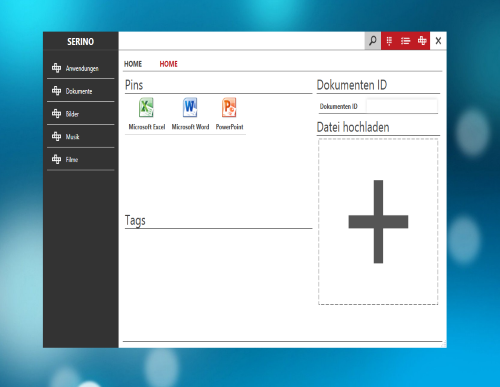 SERINO
Anwendungen
Dokumente
Bilder
Musik
Filme
HOME HOME
Pins
Microsoft Excel Microsoft Word PowerPoint
Tags
Dokumenten ID
Dokumenten ID
Datei hochladen